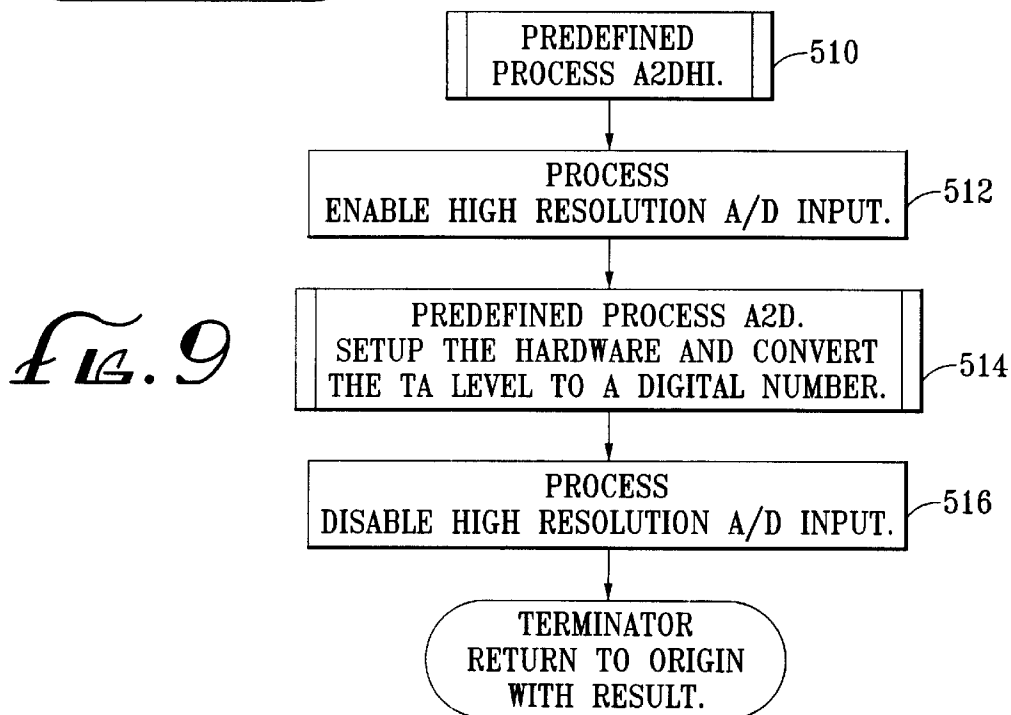 PREDEFINED
PROCESS A2DHI.
510
PROCESS
ENABLE HIGH RESOLUTION A/D INPUT.
512
PREDEFINED PROCESS A2D.
SETUP THE HARDWARE AND CONVERT
THE TA LEVEL TO A DIGITAL NUMBER.
514
FIG. 9
PROCESS
DISABLE HIGH RESOLUTION A/D INPUT.
516
TERMINATOR
RETURN TO ORIGIN
WITH RESULT.